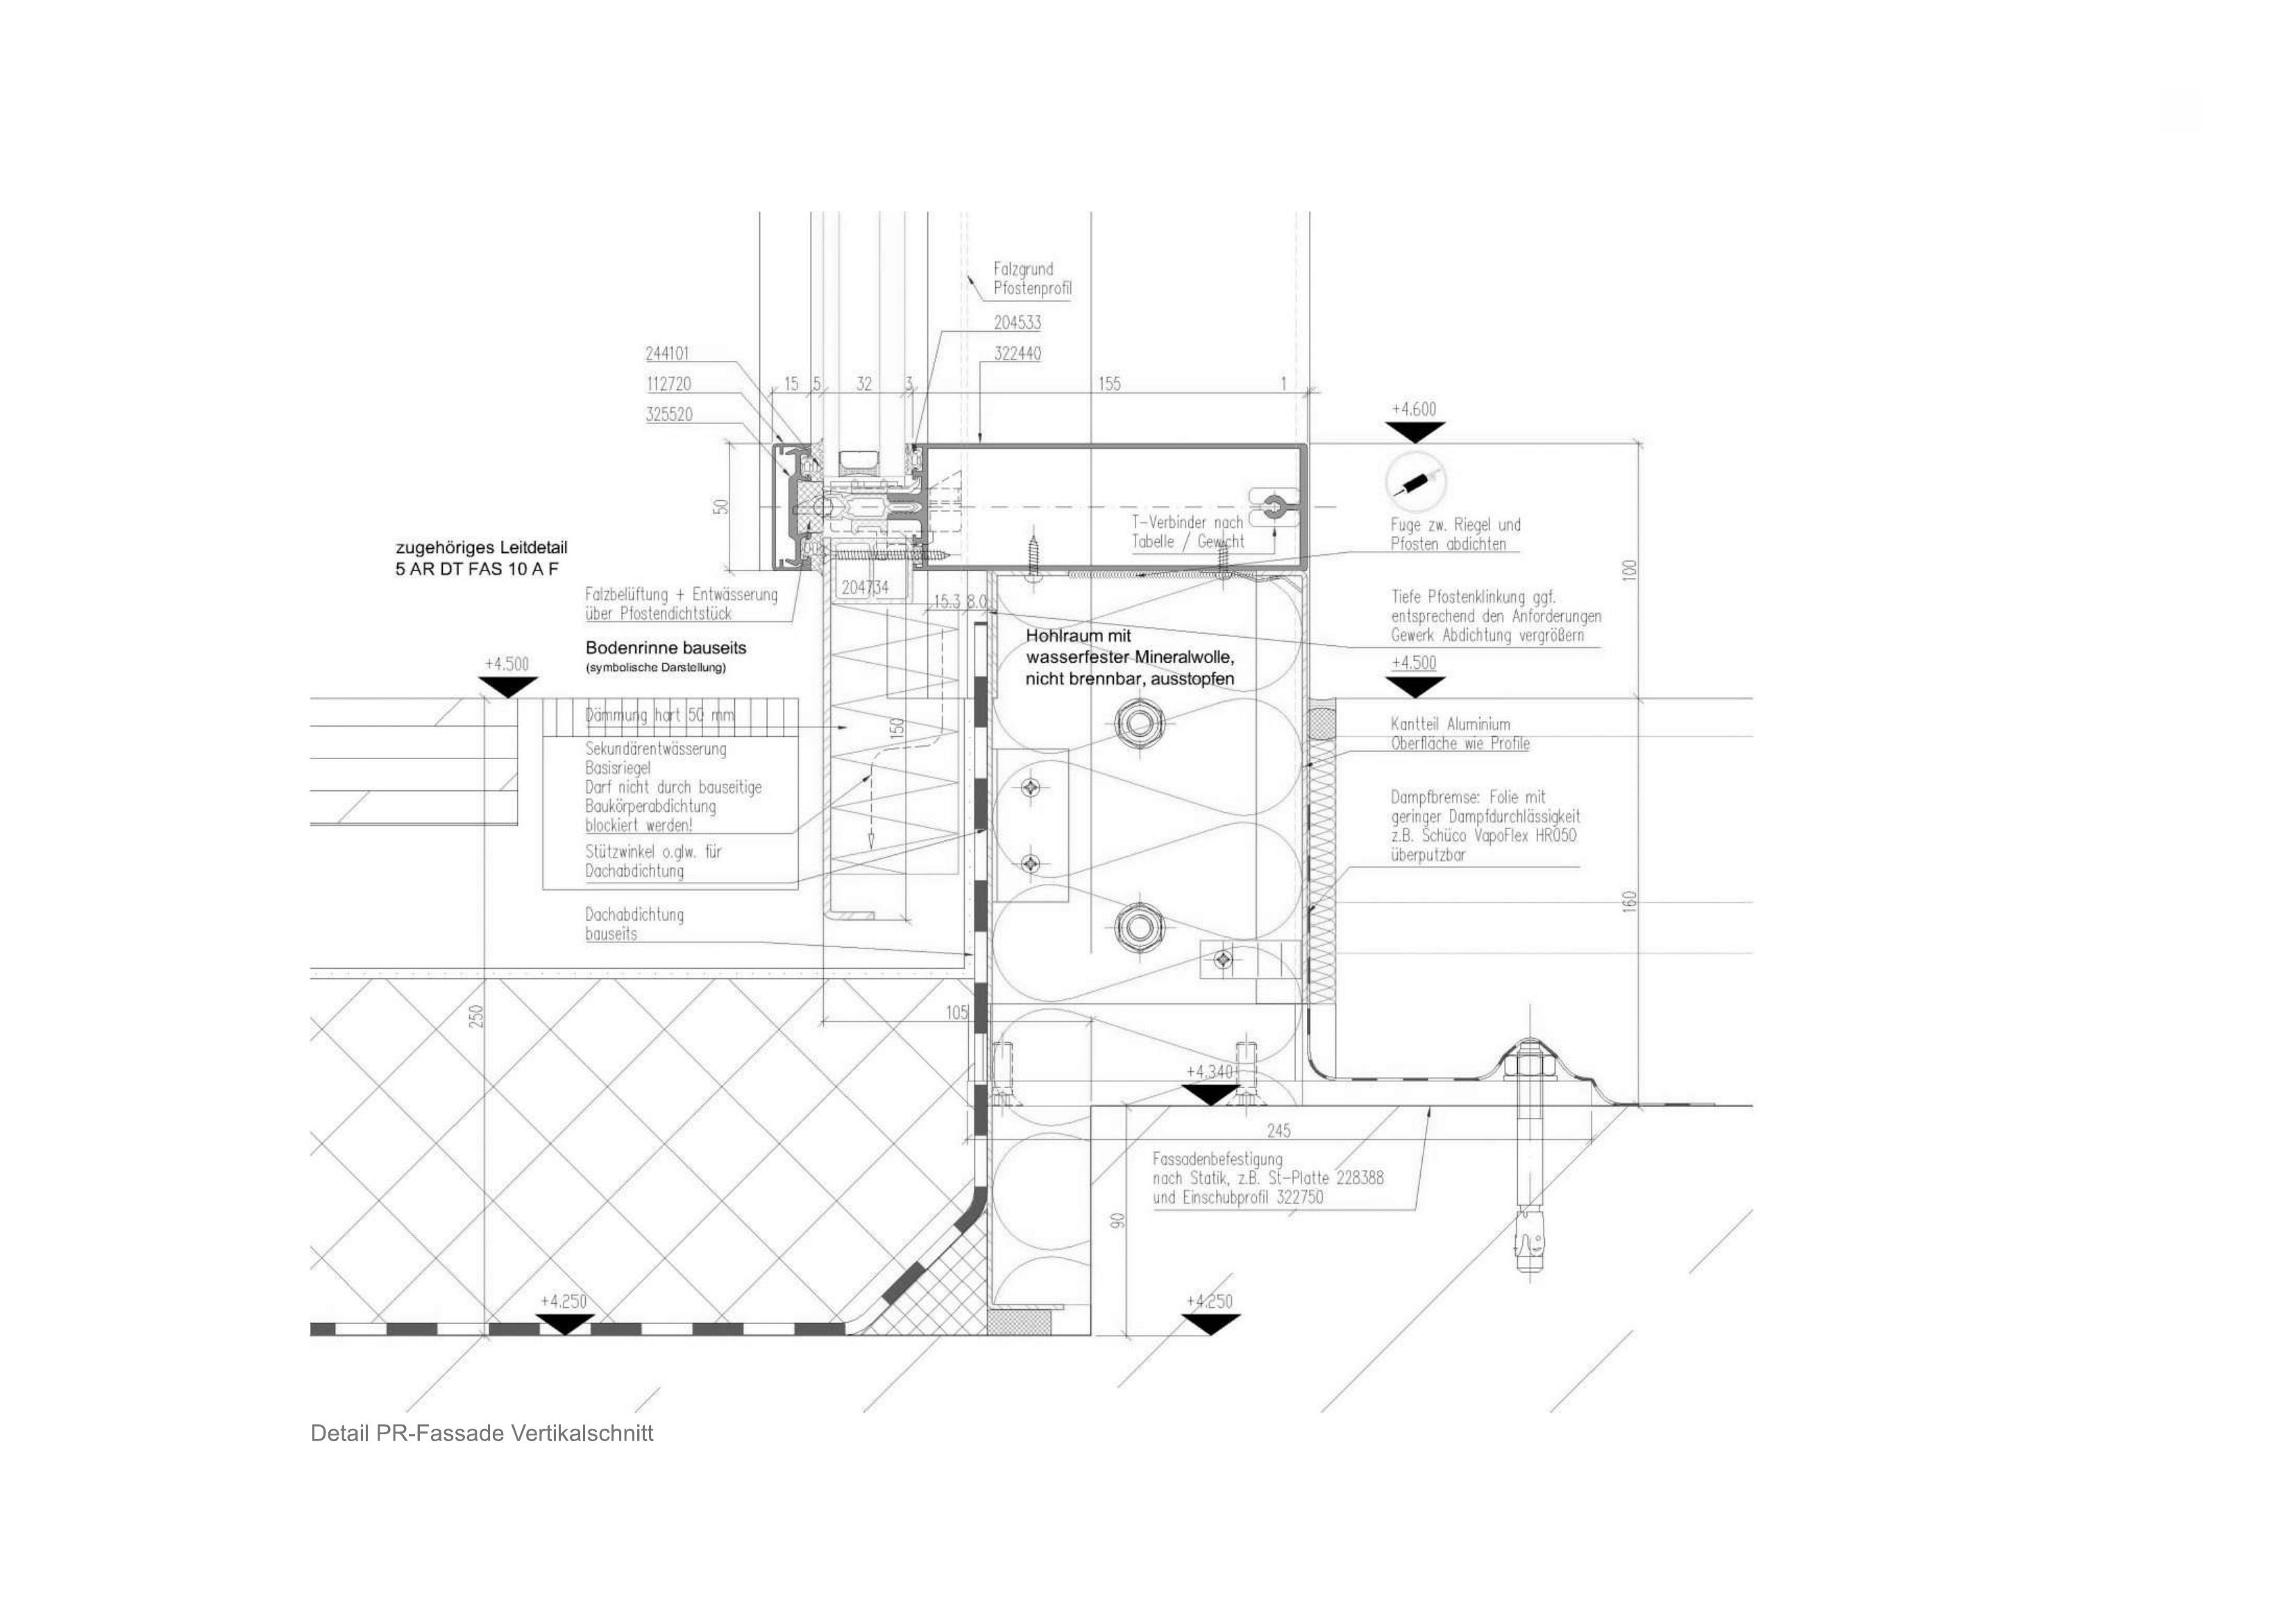 Falzgrund
Pfostenprofil
204533
322440
244101
112720
325520
15 5 32 3 155 1
50
+4.600
T-Verbinder nach
Tabelle / Gewicht
Fuge zw. Riegel und
Pfosten abdichten
zugehöriges Leitdetail
5 AR DT FAS 10 A F
100
204734
Falzbelüftung + Entwässerung
über Pfostendichtstück
15.3 8.0
Tiefe Pfostenklinkung ggf.
entsprechend den Anforderungen
Gewerk Abdichtung vergrößern
Bodenrinne bauseits
(symbolische Darstellung)
Hohlraum mit
wasserfester Mineralwolle,
nicht brennbar, ausstopfen
+4.500
+4.500
Dämmung hart 50 mm
150
Kantteil Aluminium
Oberfläche wie Profile
Sekundärentwässerung
Basisriegel
Darf nicht durch bauseitige
Baukörperabdichtung
blockiert werden!
Dampfbremse: Folie mit
geringer Dampfdurchlässigkeit
z.B. Schüco VapoFlex HR050
überputzbar
Stützwinkel o.glw. für
Dachabdichtung
160
Dachabdichtung
bauseits
250
105
+4.340
245
Fassadenbefestigung
nach Statik, z.B. St-Platte 228388
und Einschubprofil 322750
90
+4.250
+4.250
Detail PR-Fassade Vertikalschnitt